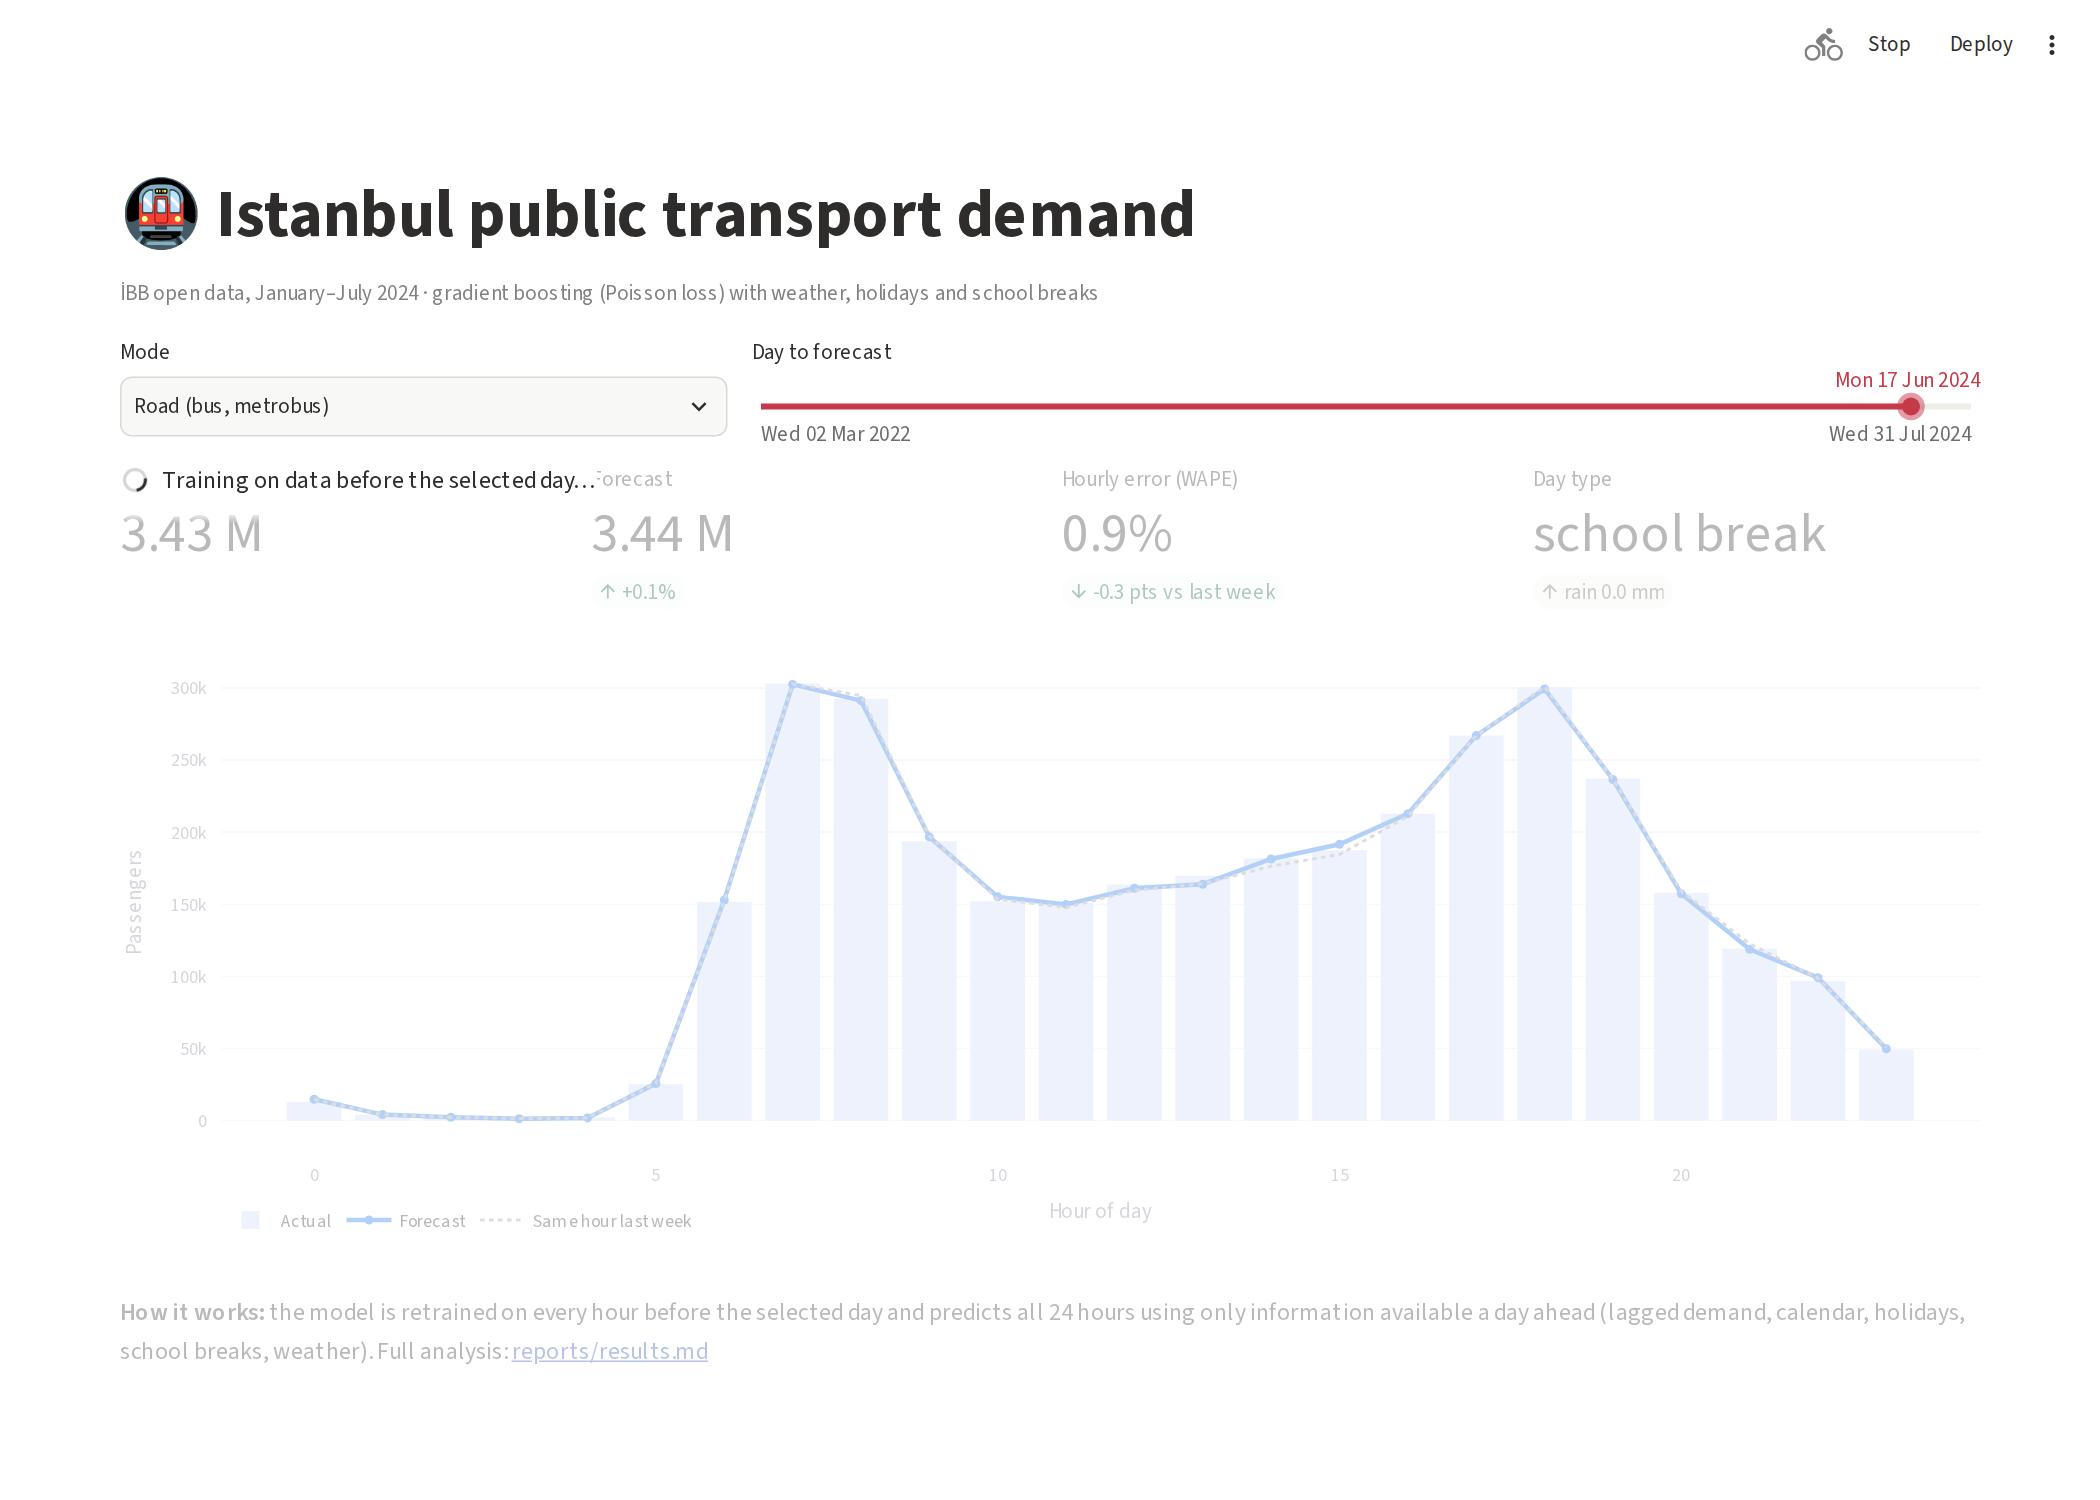 Stop Deploy
Istanbul public transport demand
İBB open data, January–July 2024 · gradient boosting (Poisson loss) with weather, holidays and school breaks
Mode
Day to forecast
Mon 17 Jun 2024
Road (bus, metrobus)
Wed 02 Mar 2022
Wed 31 Jul 2024
Training on data before the selected day...
Forecast
Hourly error (WAPE)
Day type
3.43 M
3.44 M
0.9%
school break
↑ +0.1%
↓ -0.3 pts vs last week
↑ rain 0.0 mm
300k
250k
200k
150k
100k
50k
0
Passengers
0 5 10 15 20
Hour of day
Actual Forecast Same hour last week
How it works: the model is retrained on every hour before the selected day and predicts all 24 hours using only information available a day ahead (lagged demand, calendar, holidays,
school breaks, weather). Full analysis: reports/results.md